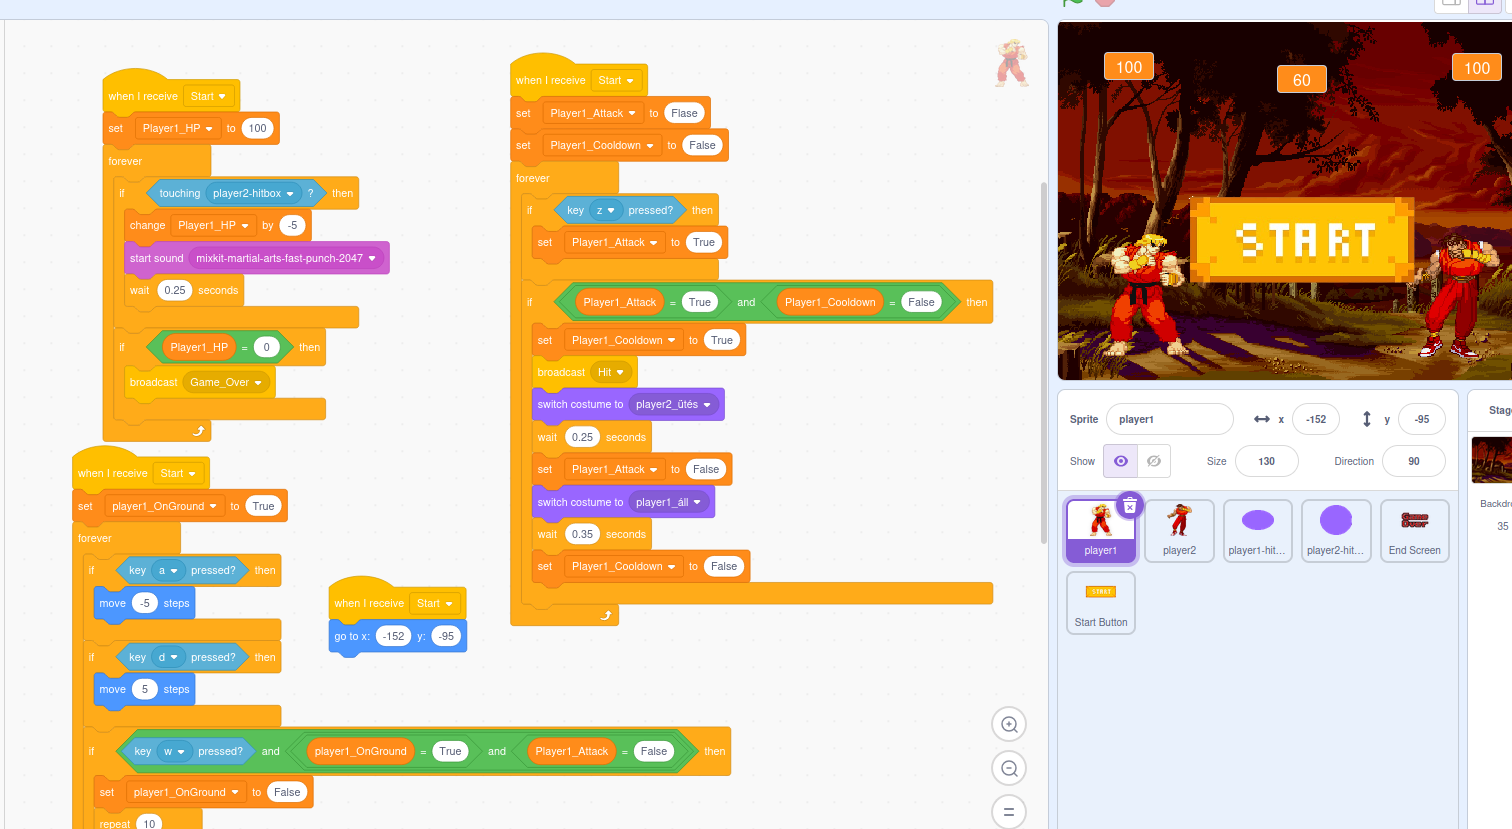 when I receive Start
set Player1_HP to 100
forever
if touching player2-hitbox ? then
change Player1_HP by -5
start sound mixkit-martial-arts-fast-punch-2047
wait 0.25 seconds
if Player1_HP = 0 then
broadcast Game_Over
when I receive Start
set player1_OnGround to True
forever
if key a pressed? then
move -5 steps
if key d pressed? then
move 5 steps
if key w pressed? and player1_OnGround = True and Player1_Attack = False then
set player1_OnGround to False
repeat 10
when I receive Start
go to x: -152 y: -95
when I receive Start
set Player1_Attack to Flase
set Player1_Cooldown to False
forever
if key z pressed? then
set Player1_Attack to True
if Player1_Attack = True and Player1_Cooldown = False then
set Player1_Cooldown to True
broadcast Hit
switch costume to player2_ütés
wait 0.25 seconds
set Player1_Attack to False
switch costume to player1_áll
wait 0.35 seconds
set Player1_Cooldown to False
100
60
100
START
Sprite player1 x -152 y -95
Show Size 130 Direction 90
player1
player2
player1-hit...
player2-hit...
Game Over
End Screen
START
Start Button
35